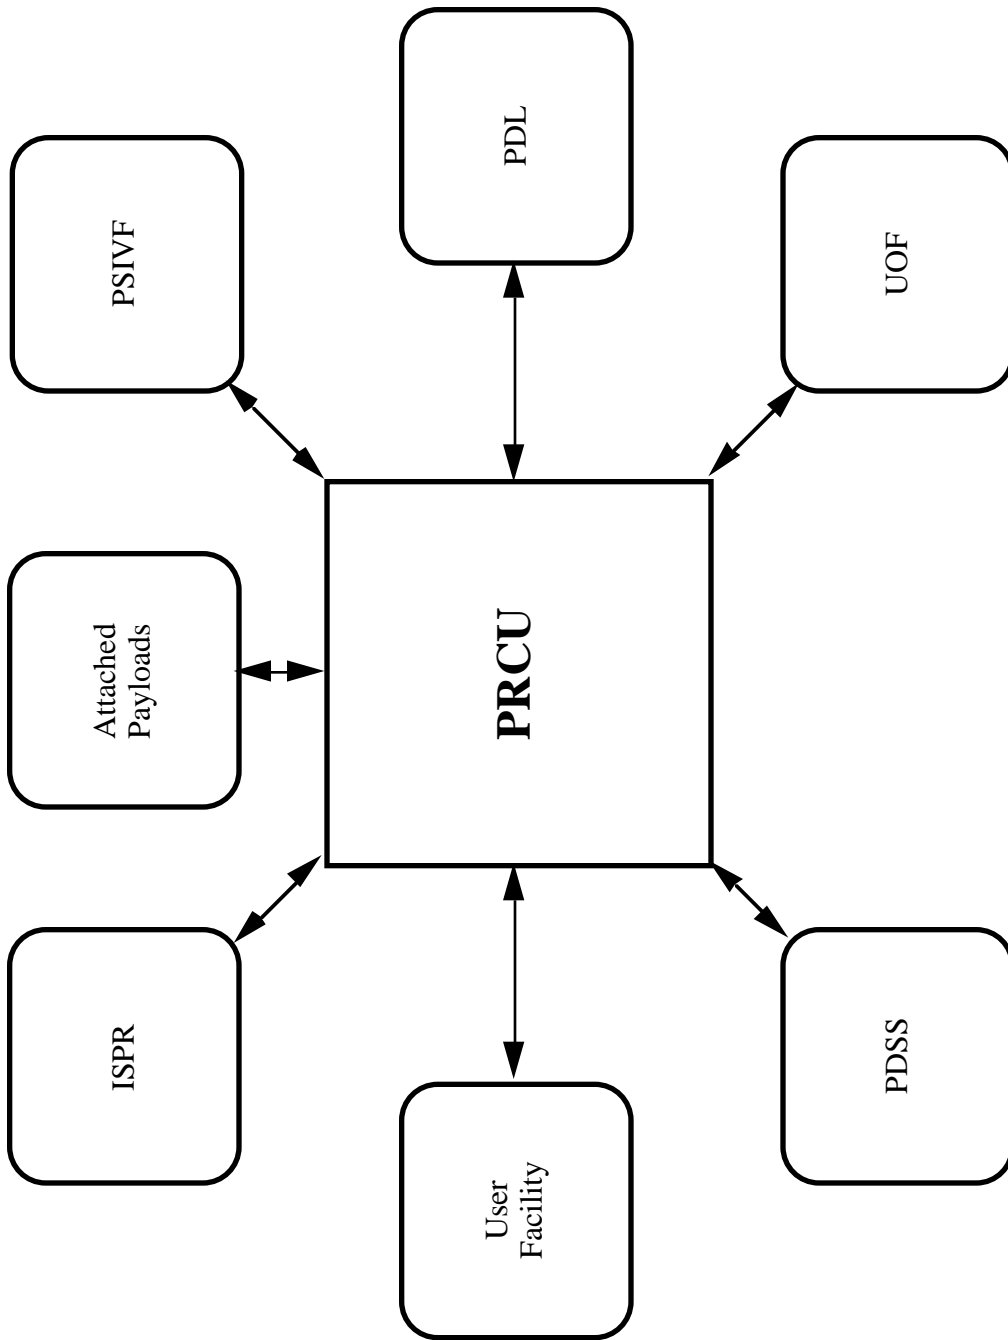 ISPR
Attached
Payloads
PSIVF
User
Facility
PRCU
PDL
PDSS
UOF